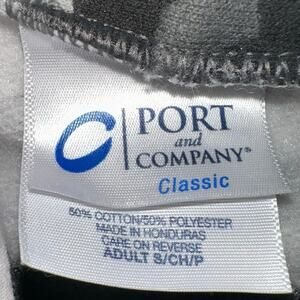 PORT
and
COMPANY®
Classic
50% COTTON/50% POLYESTER
MADE IN HONDURAS
CARE ON REVERSE
ADULT S/CH/P